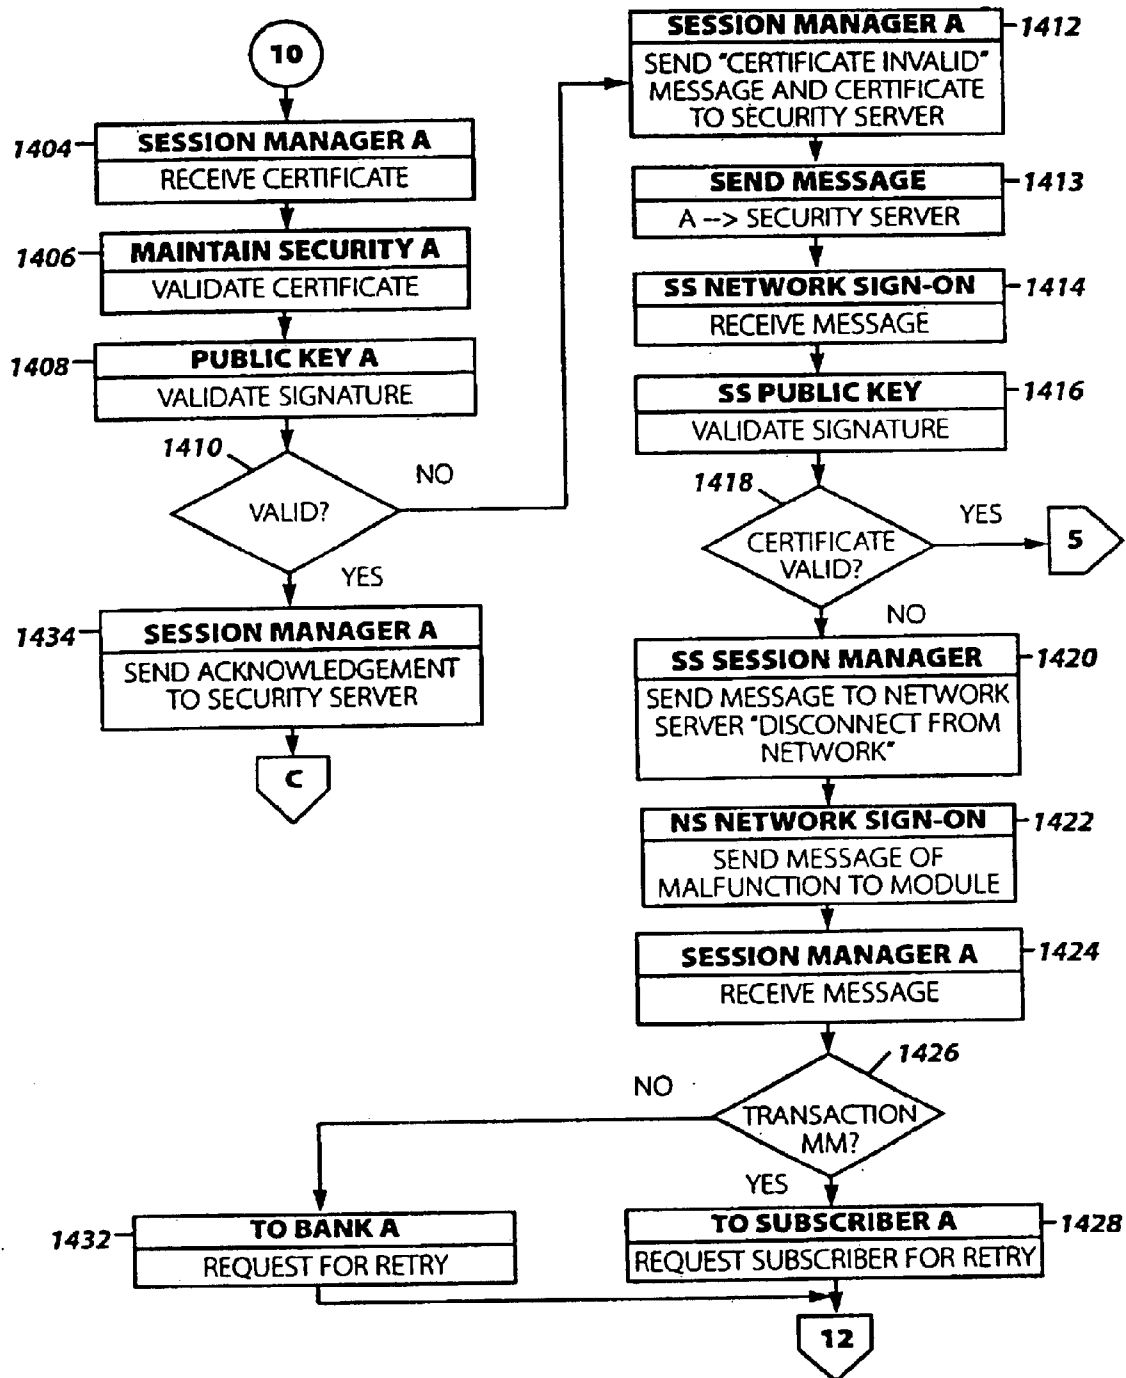 10
1404
SESSION MANAGER A
RECEIVE CERTIFICATE
1406
MAINTAIN SECURITY A
VALIDATE CERTIFICATE
1408
PUBLIC KEY A
VALIDATE SIGNATURE
1410
VALID?
NO
YES
1434
SESSION MANAGER A
SEND ACKNOWLEDGEMENT
TO SECURITY SERVER
C
SESSION MANAGER A
1412
SEND "CERTIFICATE INVALID"
MESSAGE AND CERTIFICATE
TO SECURITY SERVER
SEND MESSAGE
1413
A --> SECURITY SERVER
SS NETWORK SIGN-ON
1414
RECEIVE MESSAGE
SS PUBLIC KEY
1416
VALIDATE SIGNATURE
1418
CERTIFICATE
VALID?
YES
5
NO
SS SESSION MANAGER
1420
SEND MESSAGE TO NETWORK
SERVER "DISCONNECT FROM
NETWORK"
NS NETWORK SIGN-ON
1422
SEND MESSAGE OF
MALFUNCTION TO MODULE
SESSION MANAGER A
1424
RECEIVE MESSAGE
1426
TRANSACTION
MM?
NO
YES
1432
TO BANK A
REQUEST FOR RETRY
TO SUBSCRIBER A
1428
REQUEST SUBSCRIBER FOR RETRY
12